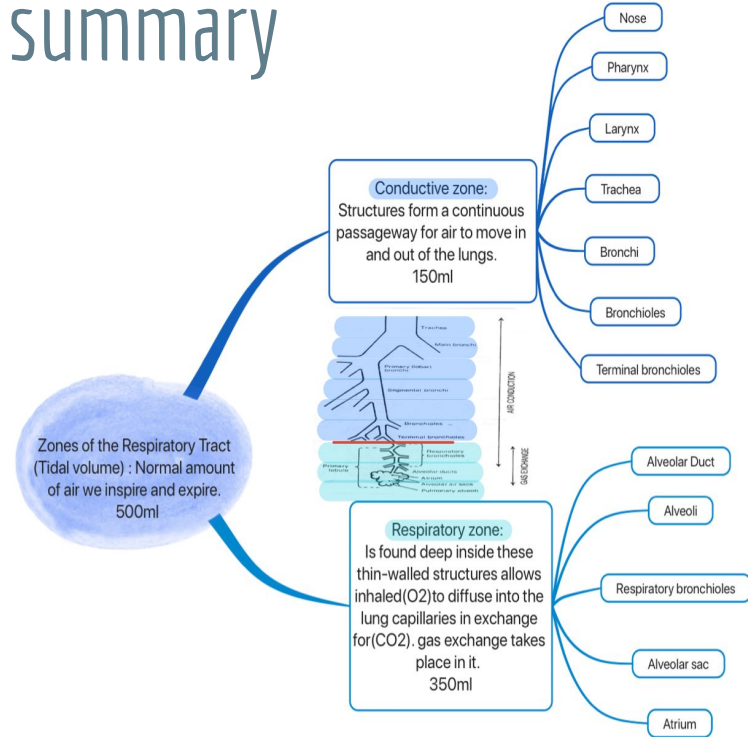 summary
Zones of the Respiratory Tract
(Tidal volume) : Normal amount
of air we inspire and expire.
500ml
Conductive zone:
Structures form a continuous
passageway for air to move in
and out of the lungs.
150ml
Nose
Pharynx
Larynx
Trachea
Bronchi
Bronchioles
Terminal bronchioles
Trachea
Main bronchi
Primary (lobar)
bronchi
Segmental bronchi
Bronchioles
Terminal bronchioles
Respiratory
bronchioles
Primary
lobule
Alveolar ducts
Atrium
Alveolar air sacs
Pulmonary alveoli
AIR CONDUCTION
GAS EXCHANGE
Respiratory zone:
Is found deep inside these
thin-walled structures allows
inhaled(O2)to diffuse into the
lung capillaries in exchange
for(CO2). gas exchange takes
place in it.
350ml
Alveolar Duct
Alveoli
Respiratory bronchioles
Alveolar sac
Atrium